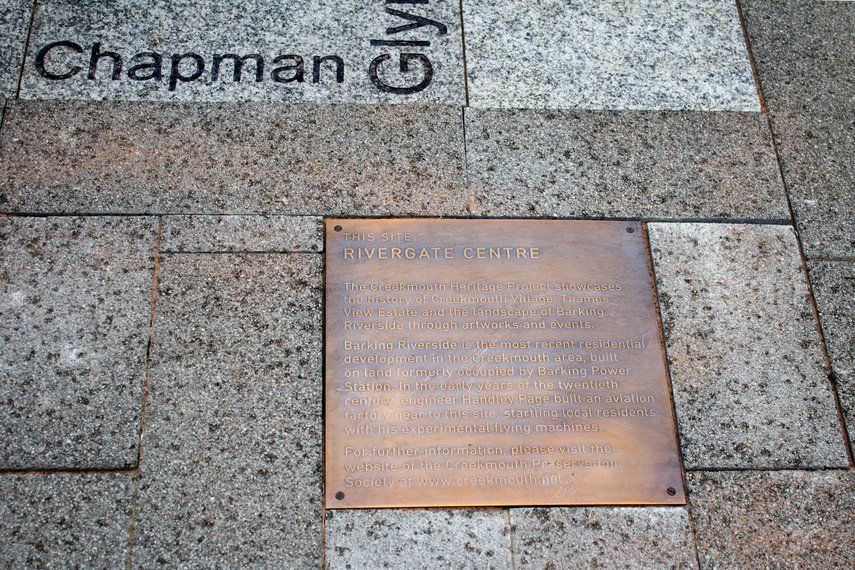 Chapman
Gly
THIS SITE:
RIVERGATE CENTRE
The Creekmouth Heritage Project showcases
the history of Creekmouth Village, Thames
View Estate and the landscape of Barking
Riverside through artworks and events.
Barking Riverside is the most recent residential
development in the Creekmouth area, built
on land formerly occupied by Barking Power
Station. In the early years of the twentieth
century, engineer Handley Page built an aviation
factory near to this site, startling local residents
with his experimental flying machines.
For further information, please visit the
website of the Creekmouth Preservation
Society at www.creekmouth.net.